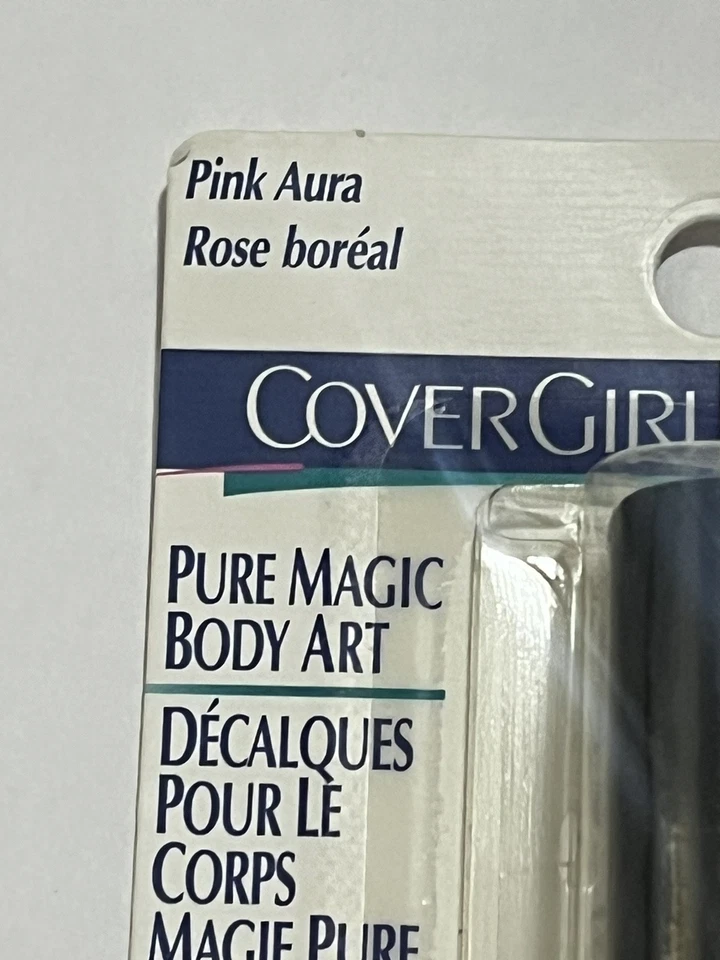 Pink Aura
Rose boréal
COVERGIRL
PURE MAGIC
BODY ART
DÉCALQUES
POUR LE
CORPS
MAGIE PURE